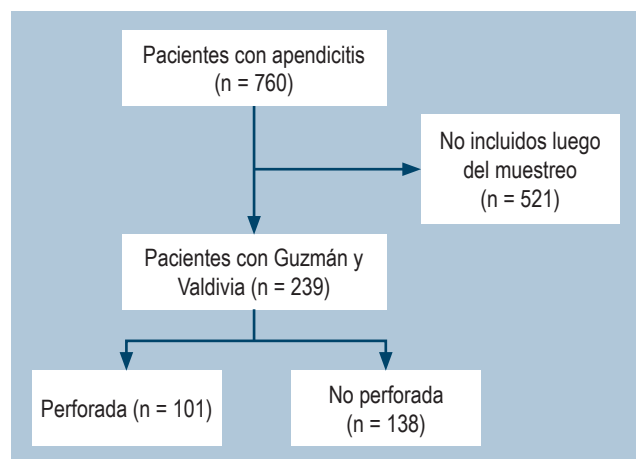 Pacientes con apendicitis
(n = 760)
No incluidos luego
del muestreo
(n = 521)
Pacientes con Guzmán y
Valdivia (n = 239)
Perforada (n = 101)
No perforada
(n = 138)